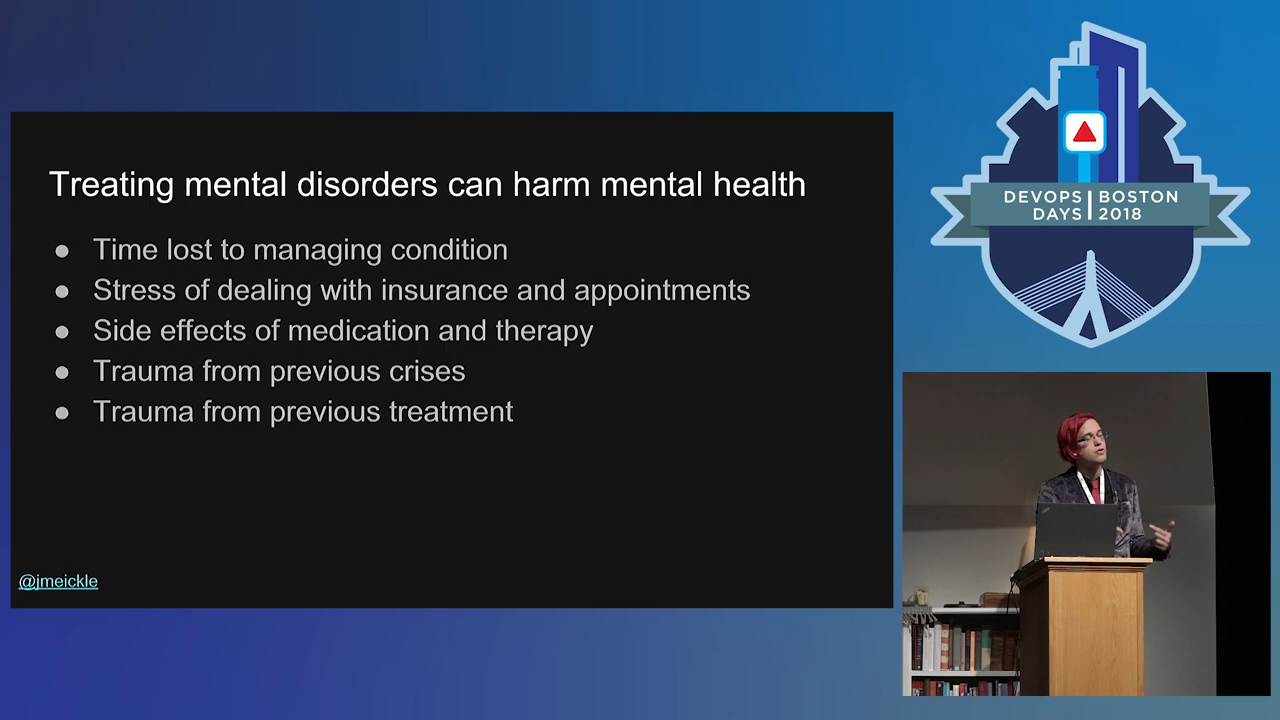 Treating mental disorders can harm mental health
● Time lost to managing condition
● Stress of dealing with insurance and appointments
● Side effects of medication and therapy
● Trauma from previous crises
● Trauma from previous treatment
@jmeickle
DEVOPS BOSTON
DAYS 2018